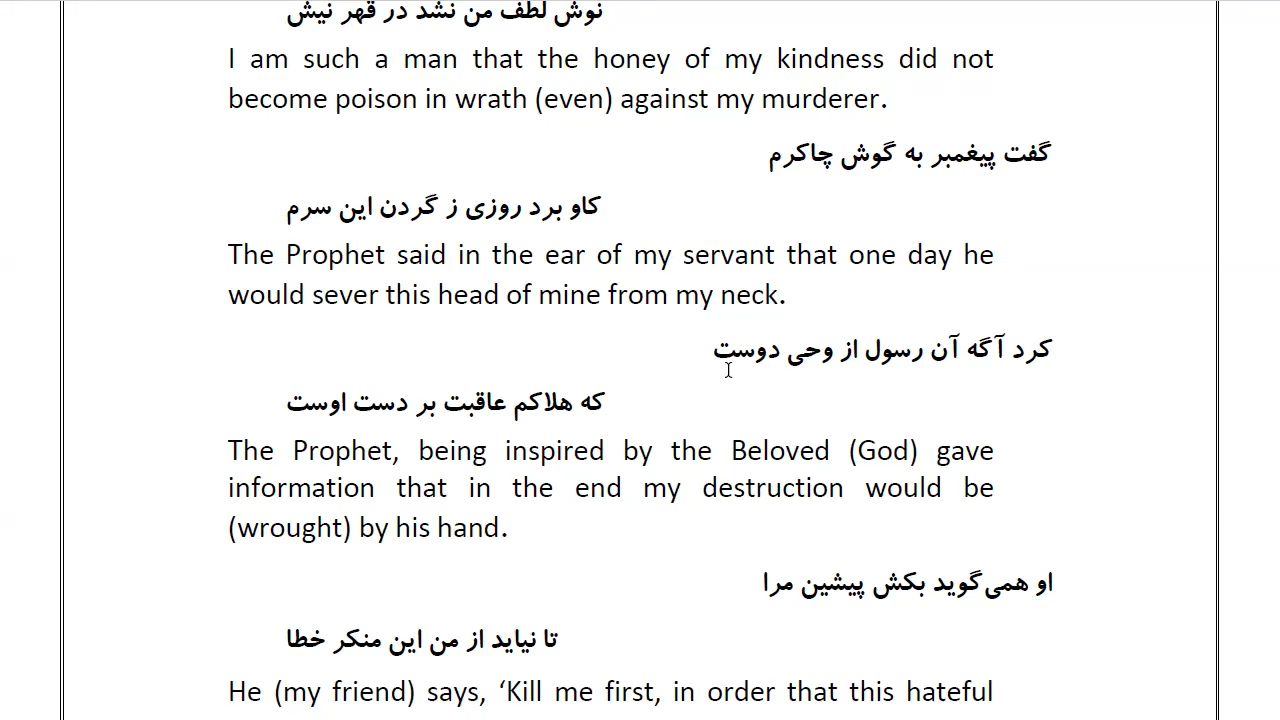 نوش لطف من نشد در قهر نیش
I am such a man that the honey of my kindness did not
become poison in wrath (even) against my murderer.
گفت پیغمبر به گوش چاکرم
کاو برد روزی ز گردن این سرم
The Prophet said in the ear of my servant that one day he
would sever this head of mine from my neck.
کرد آگه آن رسول از وحی دوست
که هلاکم عاقبت بر دست اوست
The Prophet, being inspired by the Beloved (God) gave
information that in the end my destruction would be
(wrought) by his hand.
او همی‌گوید بکش پیشین مرا
تا نیاید از من این منکر خطا
He (my friend) says, ‘Kill me first, in order that this hateful